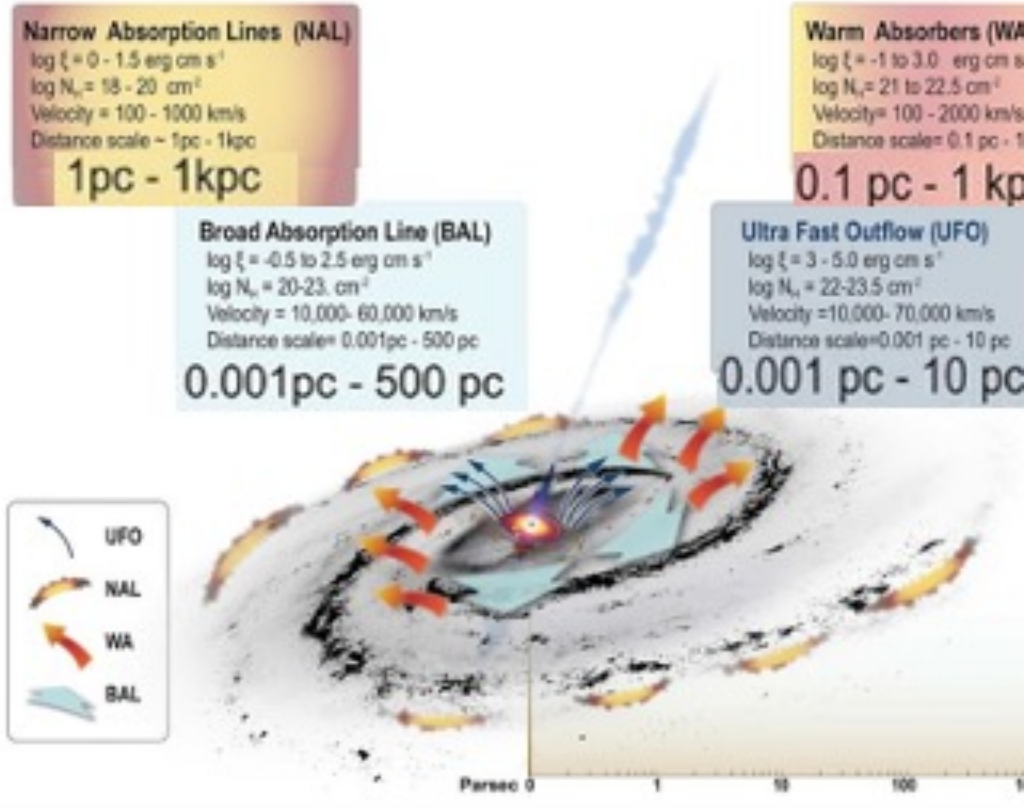 Narrow Absorption Lines (NAL)
log ξ = 0 - 1.5 erg cm s⁻¹
log Nₕ = 18 - 20 cm⁻²
Velocity = 100 - 1000 km/s
Distance scale ~ 1pc - 1kpc
1pc - 1kpc
Warm Absorbers (WA
log ξ = -1 to 3.0 erg cm s
log Nₕ= 21 to 22.5 cm⁻²
Velocity= 100 - 2000 km/s
Distance scale= 0.1 pc - 1
0.1 pc - 1 kp
Broad Absorption Line (BAL)
log ξ = -0.5 to 2.5 erg cm s⁻¹
log Nₕ = 20-23. cm⁻²
Velocity = 10,000- 60,000 km/s
Distance scale= 0.001pc - 500 pc
0.001pc - 500 pc
Ultra Fast Outflow (UFO)
log ξ = 3 - 5.0 erg cm s⁻¹
log Nₕ = 22-23.5 cm⁻²
Velocity =10,000- 70,000 km/s
Distance scale=0.001 pc - 10 pc
0.001 pc - 10 pc
UFO
NAL
WA
BAL
Parsec 0 1 10 100